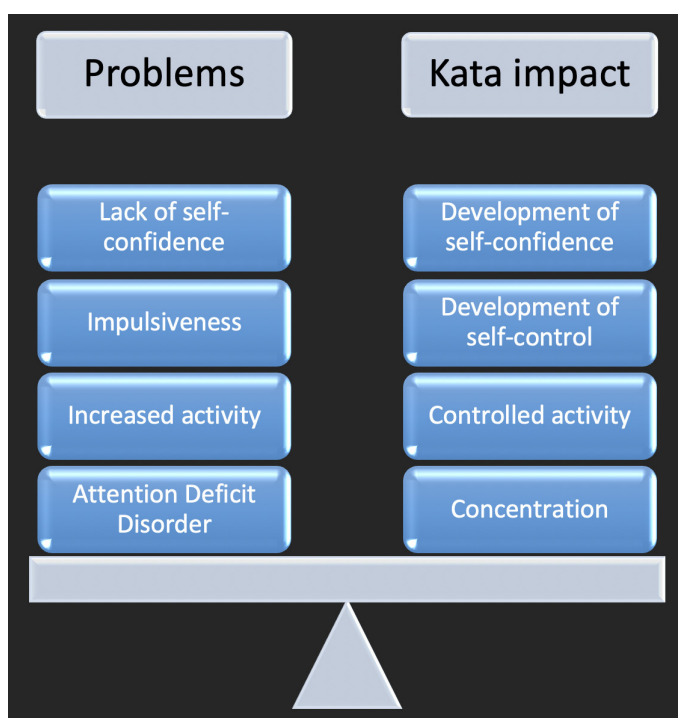 Problems
Kata impact
Lack of self-
confidence
Development of
self-confidence
Impulsiveness
Development of
self-control
Increased activity
Controlled activity
Attention Deficit
Disorder
Concentration